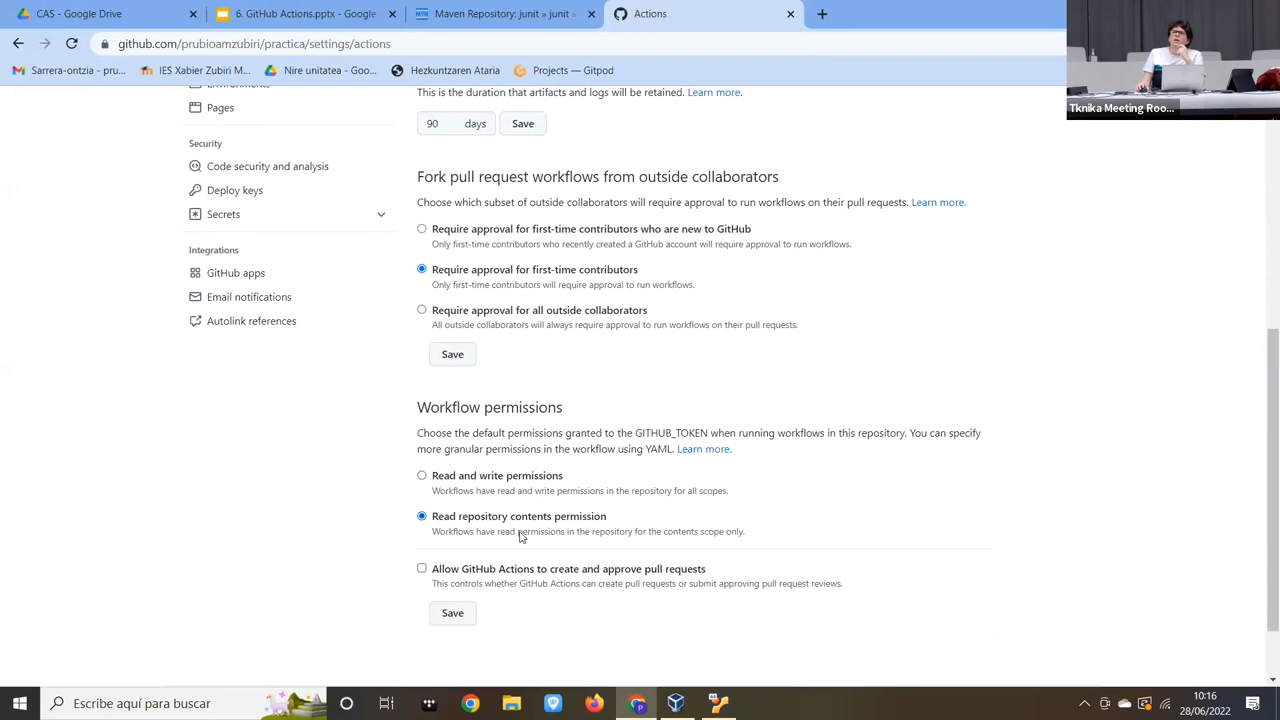 CAS - Drive
06-GitHub Actions.pptx
MVN Repository: junit » junit
Actions
github.com/prubioamzubiri/practica/settings/actions
Sarrera-ontzia - pru...
IES Xabier Zubiri M...
Nire unitatea - Goog...
Hezkuntzaren Ataria
Projects — Gitpod
Tknika Meeting Roo...
Environments
Pages
Security
Code security and analysis
Deploy keys
Secrets
Integrations
GitHub apps
Email notifications
Autolink references
This is the duration that artifacts and logs will be retained. Learn more.
90 days Save
Fork pull request workflows from outside collaborators
Choose which subset of outside collaborators will require approval to run workflows on their pull requests. Learn more.
Require approval for first-time contributors who are new to GitHub
Only first-time contributors who recently created a GitHub account will require approval to run workflows.
Require approval for first-time contributors
Only first-time contributors will require approval to run workflows.
Require approval for all outside collaborators
All outside collaborators will always require approval to run workflows on their pull requests.
Save
Workflow permissions
Choose the default permissions granted to the GITHUB_TOKEN when running workflows in this repository. You can specify
more granular permissions in the workflow using YAML. Learn more.
Read and write permissions
Workflows have read and write permissions in the repository for all scopes.
Read repository contents permission
Workflows have read permissions in the repository for the contents scope only.
Allow GitHub Actions to create and approve pull requests
This controls whether GitHub Actions can create pull requests or submit approving pull request reviews.
Save
Escribe aquí para buscar
10:16
28/06/2022